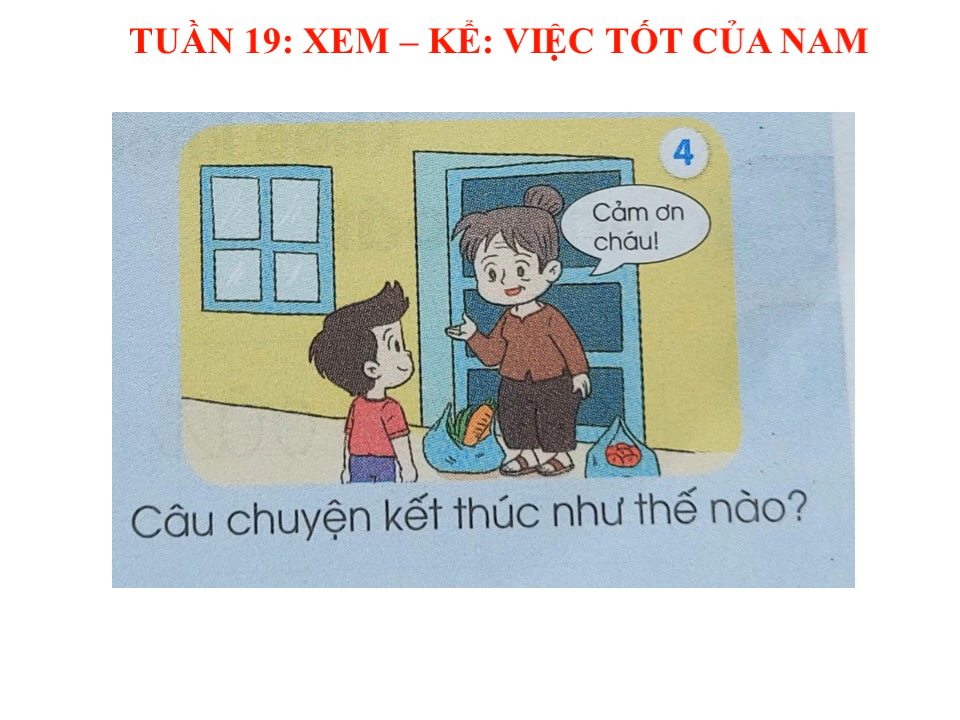 TUẦN 19: XEM – KỂ: VIỆC TỐT CỦA NAM
4
Cảm ơn
cháu!
Câu chuyện kết thúc như thế nào?